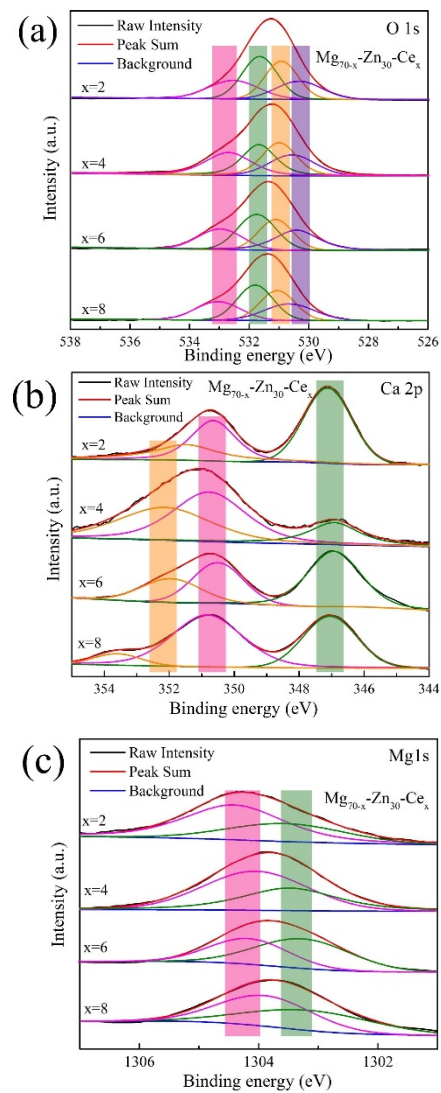 (a)
Raw Intensity
Peak Sum
Background
O 1s
Mg70-x-Zn30-Cex
x=2
x=4
x=6
x=8
Intensity (a.u.)
538 536 534 532 530 528 526
Binding energy (eV)
(b)
Raw Intensity
Peak Sum
Background
Mg70-x-Zn30-Cex
Ca 2p
x=2
x=4
x=6
x=8
Intensity (a.u.)
354 352 350 348 346 344
Binding energy (eV)
(c)
Raw Intensity
Peak Sum
Background
Mg1s
Mg70-x-Zn30-Cex
x=2
x=4
x=6
x=8
Intensity (a.u.)
1306 1304 1302
Binding energy (eV)